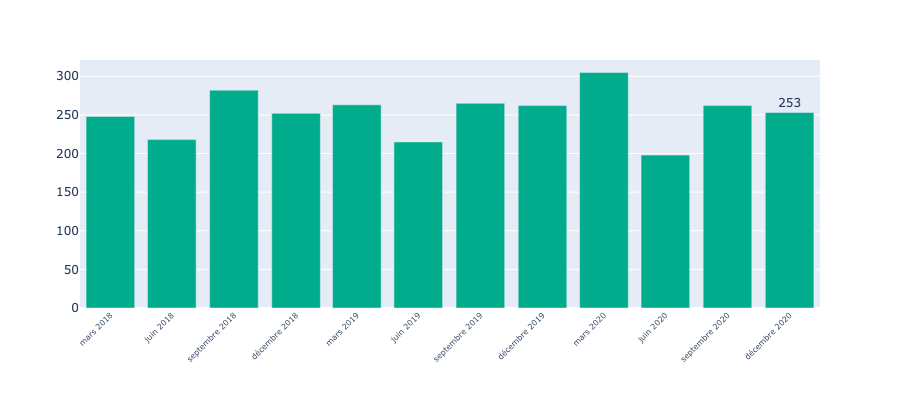 300
250
200
150
100
50
0
253
mars 2018
juin 2018
septembre 2018
décembre 2018
mars 2019
juin 2019
septembre 2019
décembre 2019
mars 2020
juin 2020
septembre 2020
décembre 2020